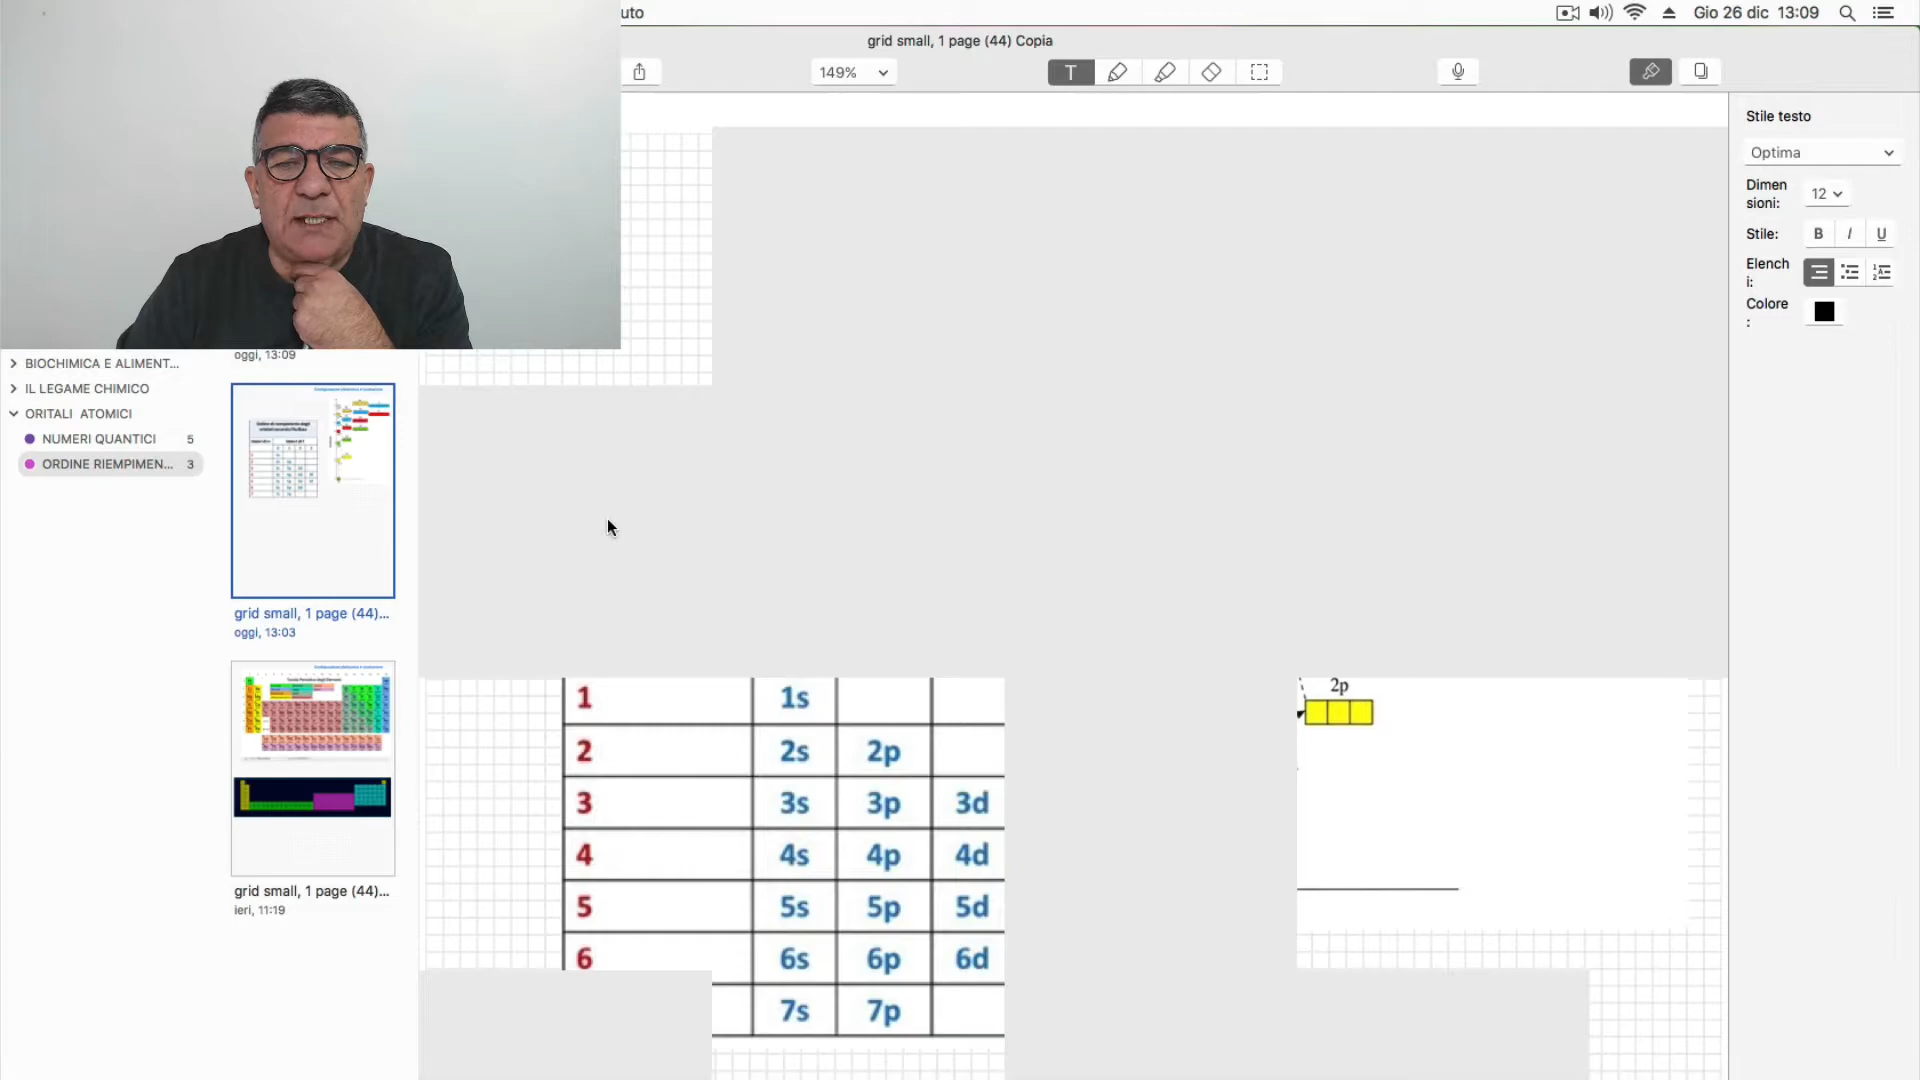 uto
Gio 26 dic 13:09
grid small, 1 page (44) Copia
149%
T
Stile testo
Optima
Dimen
sioni:
12
Stile:
B I U
Elench
i:
Colore
:
oggi, 13:09
BIOCHIMICA E ALIMENT...
IL LEGAME CHIMICO
ORITALI ATOMICI
NUMERI QUANTICI 5
ORDINE RIEMPIMEN... 3
grid small, 1 page (44)...
oggi, 13:03
grid small, 1 page (44)...
ieri, 11:19
1 1s
2 2s 2p
3 3s 3p 3d
4 4s 4p 4d
5 5s 5p 5d
6 6s 6p 6d
7s 7p
2p